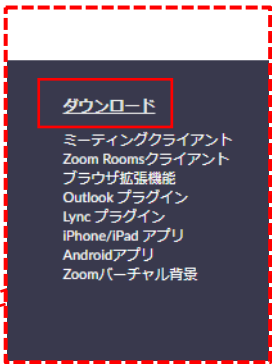 ダウンロード
ミーティングクライアント
Zoom Roomsクライアント
ブラウザ拡張機能
Outlook プラグイン
Lync プラグイン
iPhone/iPad アプリ
Androidアプリ
Zoomバーチャル背景